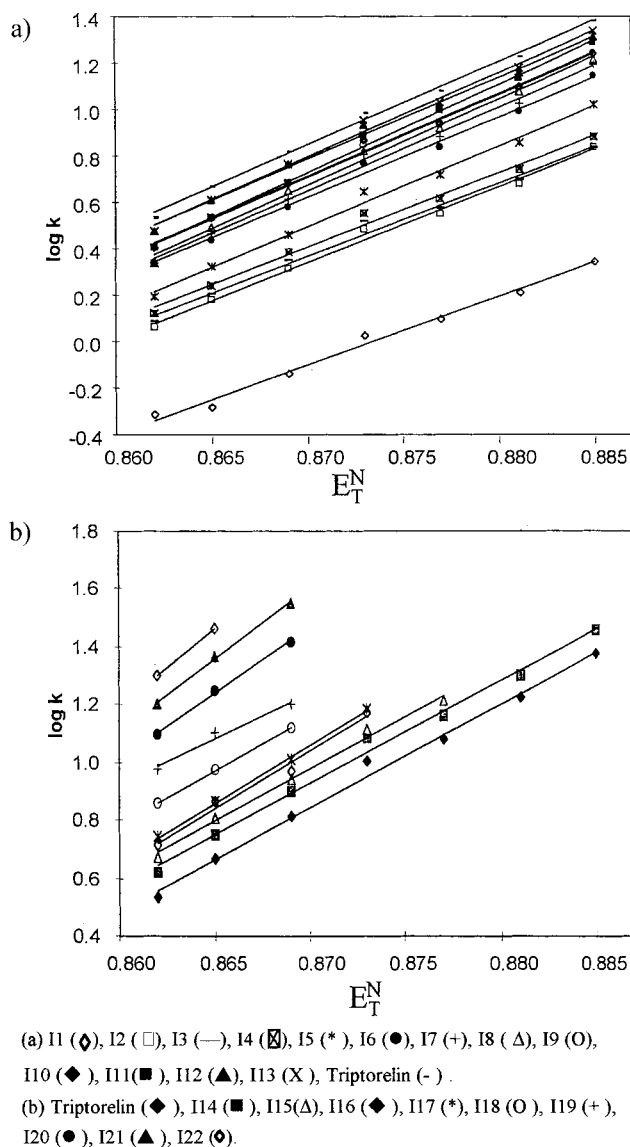 a)
1.4
1.2
1.0
0.8
0.6
log k
0.4
0.2
0.0
-0.2
-0.4
0.860 0.865 0.870 0.875 0.880 0.885
E_T^N
b)
1.8
1.6
1.4
1.2
log k
1.0
0.8
0.6
0.4
0.860 0.865 0.870 0.875 0.880 0.885
E_T^N
(a) I1 (◇), I2 (□), I3 (—), I4 (⊠), I5 (*), I6 (●), I7 (+), I8 (△), I9 (O),
I10 (◆), I11(■), I12 (▲), I13 (X), Triptorelin (-) .
(b) Triptorelin (◆), I14 (■), I15(△), I16 (◆), I17 (*), I18 (O ), I19 (+),
I20 (●), I21 (▲), I22 (◇).